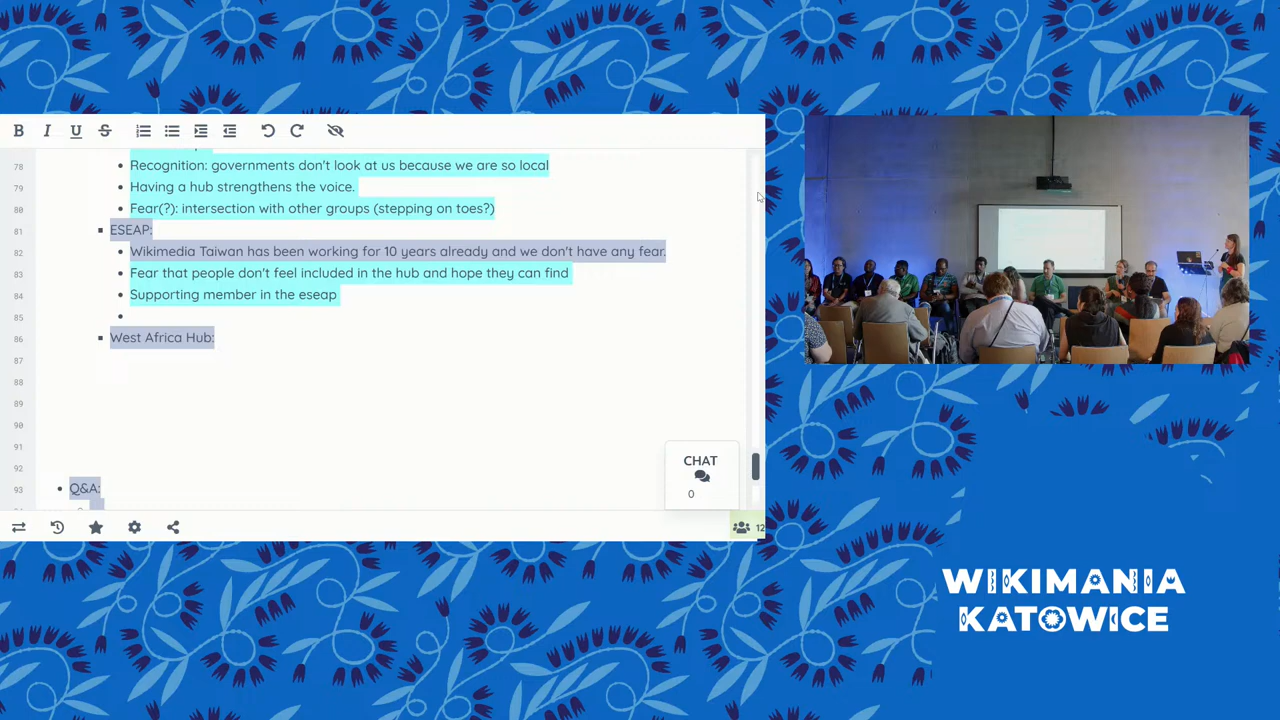 B I U S
78 Recognition: governments don't look at us because we are so local
79 Having a hub strengthens the voice.
80 Fear(?): intersection with other groups (stepping on toes?)
81 ESEAP:
82 Wikimedia Taiwan has been working for 10 years already and we don't have any fear.
83 Fear that people don't feel included in the hub and hope they can find
84 Supporting member in the eseap
85
86 West Africa Hub:
87
88
89
90
91
92
93 Q&A:
CHAT
0
12
WIKIMANIA
KATOWICE